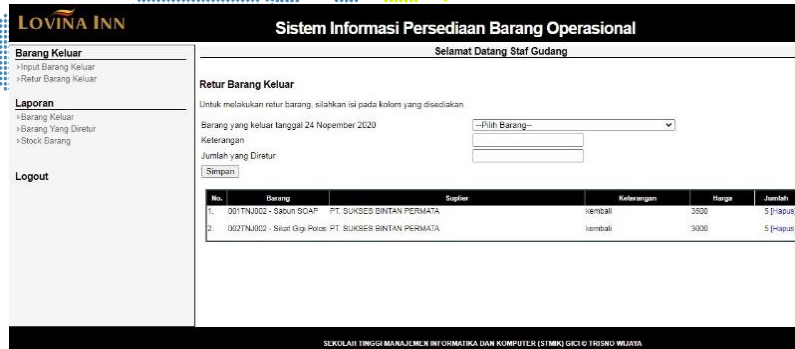 LOVINA INN
Sistem Informasi Persediaan Barang Operasional
Selamat Datang Staf Gudang
Barang Keluar
>Input Barang Keluar
>Retur Barang Keluar
Laporan
>Barang Keluar
>Barang Yang Diretur
>Stock Barang
Logout
Retur Barang Keluar
Untuk melakukan retur barang, silahkan isi pada kolom yang disediakan.
Barang yang keluar tanggal 24 Nopember 2020 --Pilih Barang--
Keterangan
Jumlah yang Diretur
Simpan
No. Barang Suplier Keterangan Harga Jumlah
1. 001TNJ002 - Sabun SOAP PT. SUKSES BINTAN PERMATA kembali 3500 5 [Hapus]
2. 002TNJ002 - Sikat Gigi Polos PT. SUKSES BINTAN PERMATA kembali 3000 5 [Hapus]
SEKOLAH TINGGI MANAJEMEN INFORMATIKA DAN KOMPUTER (STMIK) GICI © TRISNO WIJAYA